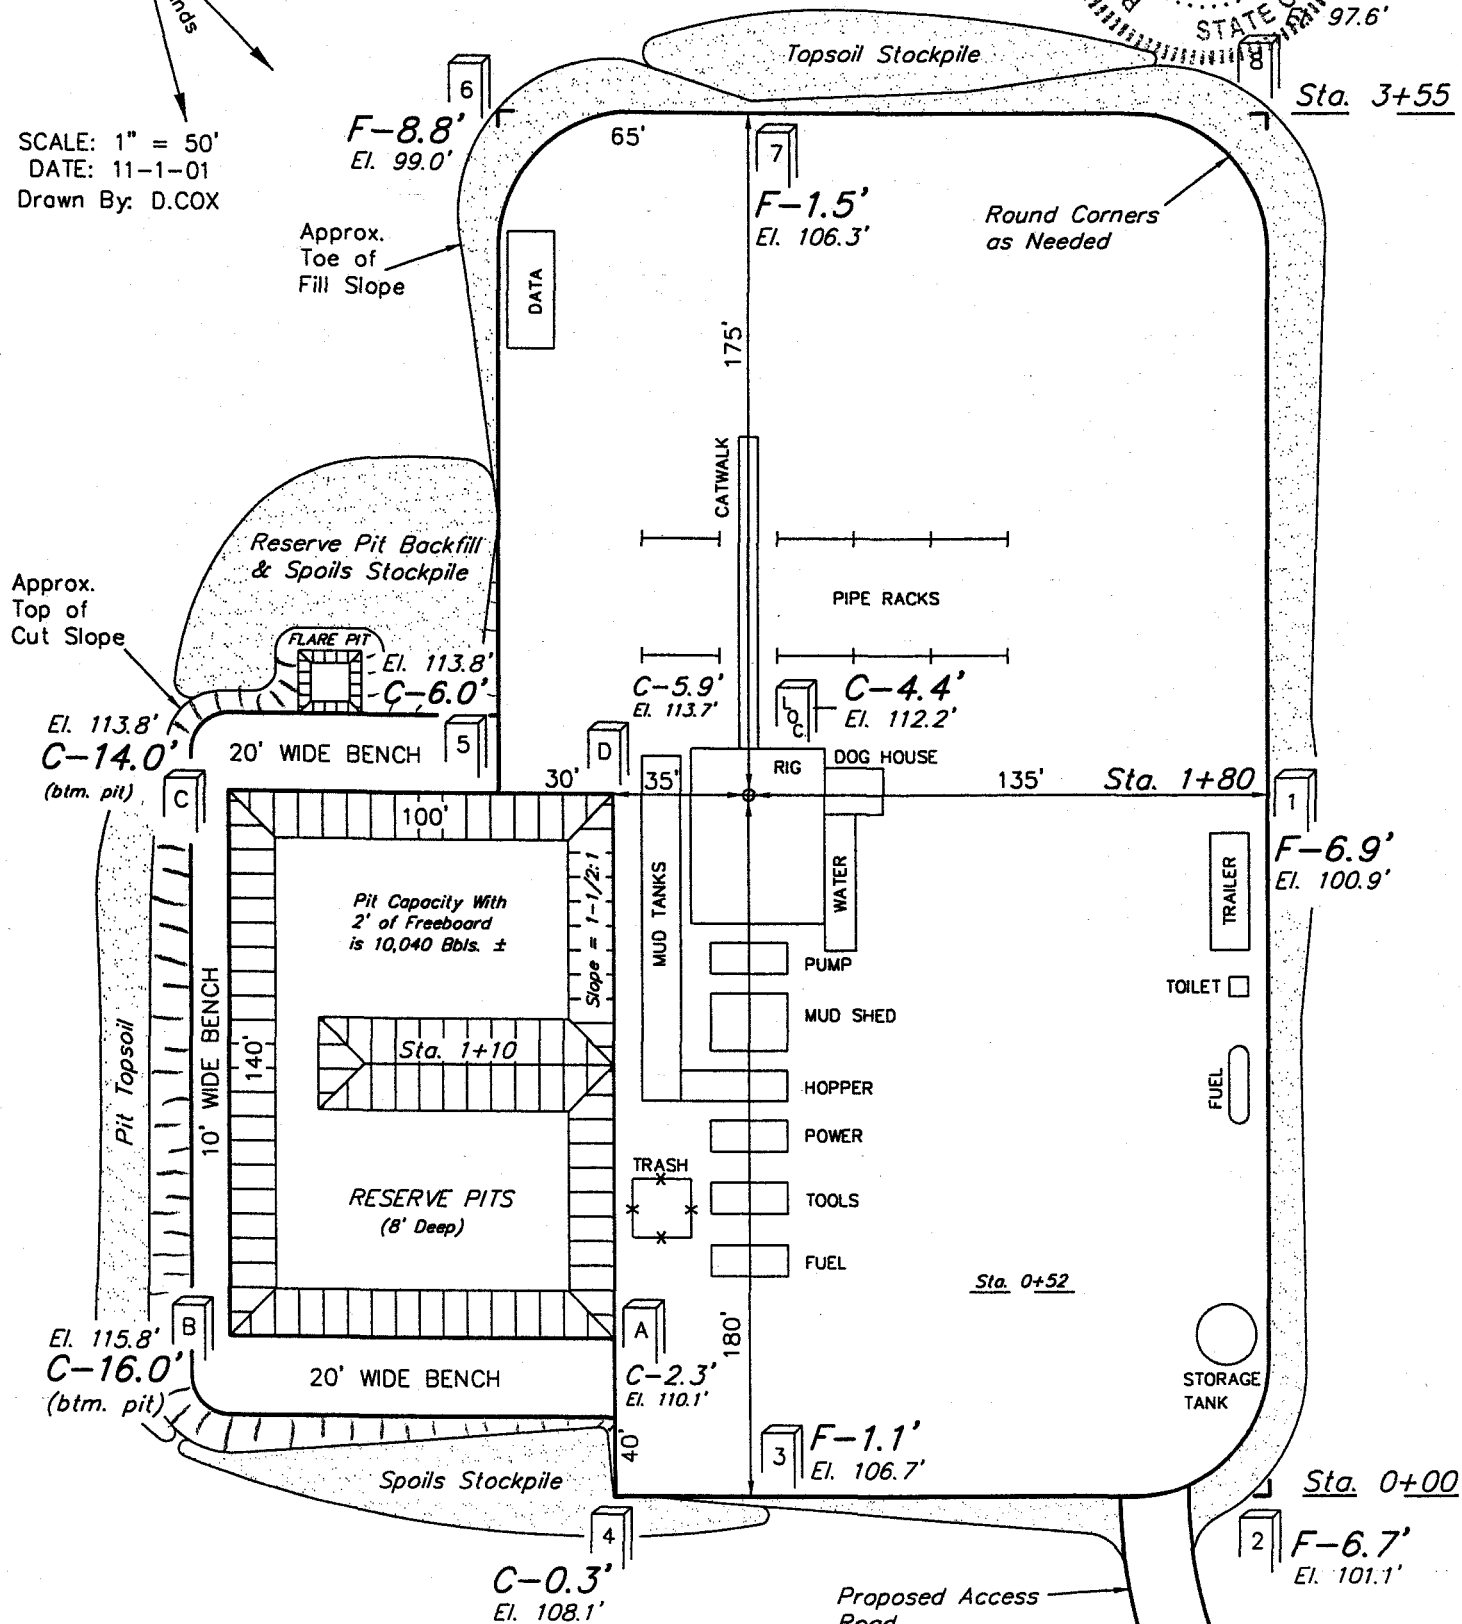 STATE O
El. 97.6'
8
Sta. 3+55
Topsoil Stockpile
6
F-8.8'
El. 99.0'
65'
7
F-1.5'
El. 106.3'
Round Corners
as Needed
SCALE: 1" = 50'
DATE: 11-1-01
Drawn By: D.COX
Approx.
Toe of
Fill Slope
DATA
175'
CATWALK
PIPE RACKS
Reserve Pit Backfill
& Spoils Stockpile
Approx.
Top of
Cut Slope
FLARE PIT
El. 113.8'
C-6.0'
5
C-5.9'
El. 113.7'
D
LOC.
C-4.4'
El. 112.2'
El. 113.8'
C-14.0'
(btm. pit)
C
20' WIDE BENCH
30'
35'
RIG
DOG HOUSE
135'
Sta. 1+80
1
F-6.9'
El. 100.9'
100'
Pit Capacity With
2' of Freeboard
is 10,040 Bbls. ±
Slope = 1-1/2:1
MUD TANKS
WATER
TRAILER
PUMP
TOILET
MUD SHED
Sta. 1+10
HOPPER
FUEL
140'
10' WIDE BENCH
Pit Topsoil
POWER
TRASH
TOOLS
RESERVE PITS
(8' Deep)
FUEL
Sta. 0+52
El. 115.8'
C-16.0'
(btm. pit)
B
20' WIDE BENCH
A
C-2.3'
El. 110.1'
180'
STORAGE
TANK
40'
3
F-1.1'
El. 106.7'
Spoils Stockpile
Sta. 0+00
4
C-0.3'
El. 108.1'
2
F-6.7'
El. 101.1'
Proposed Access
Road